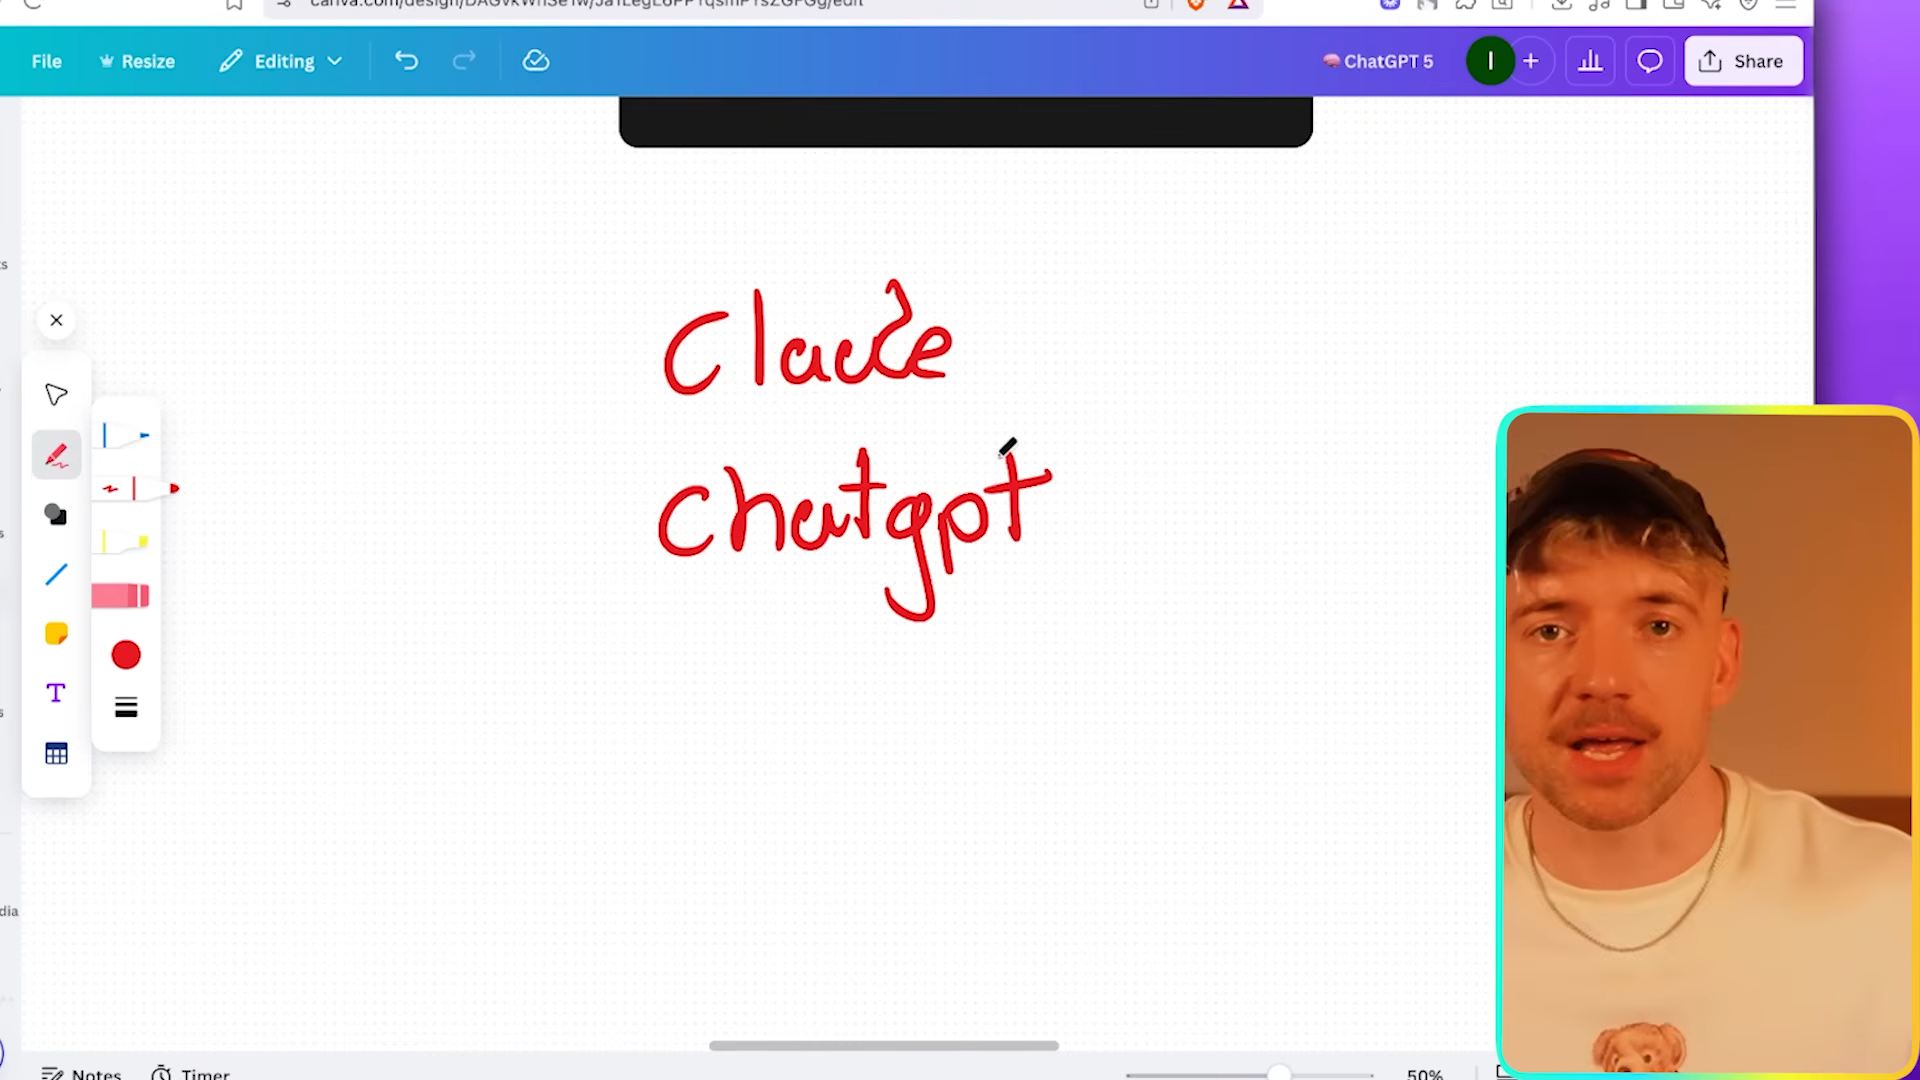 File Resize Editing ChatGPT 5 I Share
Claude
Chatgpt
Notes Timer 50%